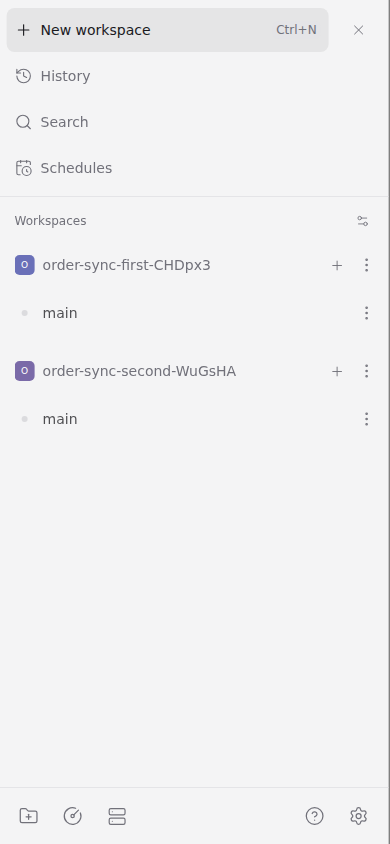 New workspace Ctrl+N
History
Search
Schedules
Workspaces
O order-sync-first-CHDpx3
main
O order-sync-second-WuGsHA
main